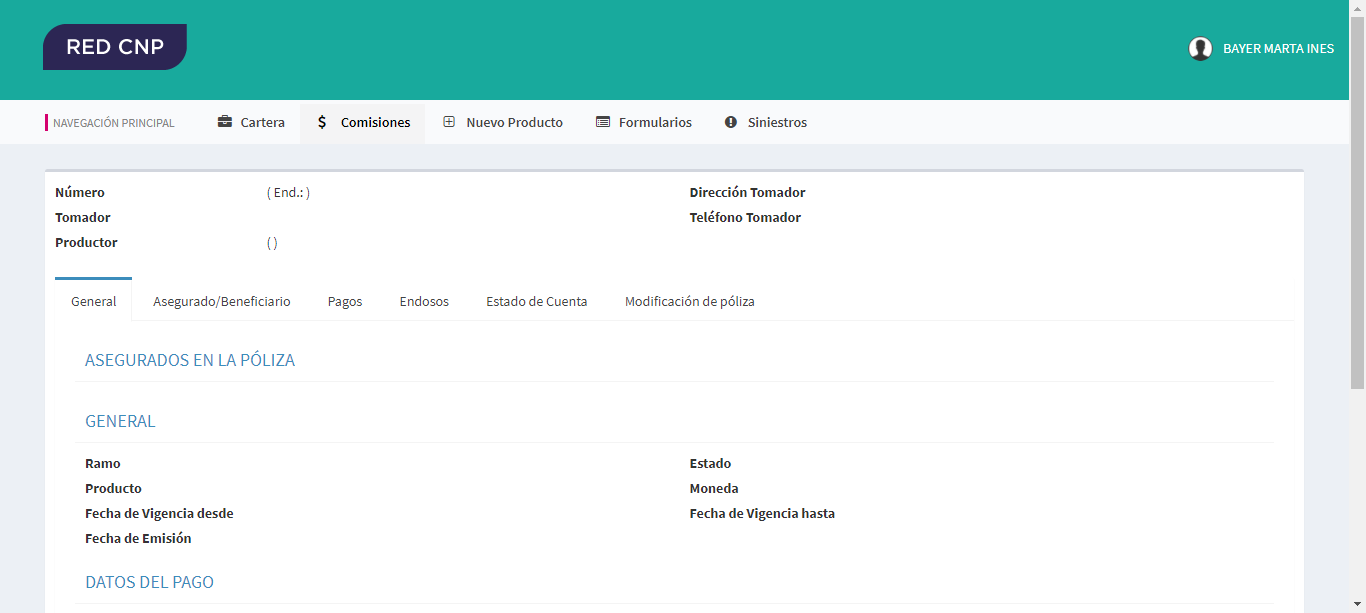 RED CNP
BAYER MARTA INES
NAVEGACIÓN PRINCIPAL
Cartera
$ Comisiones
Nuevo Producto
Formularios
Siniestros
Número ( End.: ) Dirección Tomador
Tomador Teléfono Tomador
Productor ( )
General Asegurado/Beneficiario Pagos Endosos Estado de Cuenta Modificación de póliza
ASEGURADOS EN LA PÓLIZA
GENERAL
Ramo Estado
Producto Moneda
Fecha de Vigencia desde Fecha de Vigencia hasta
Fecha de Emisión
DATOS DEL PAGO